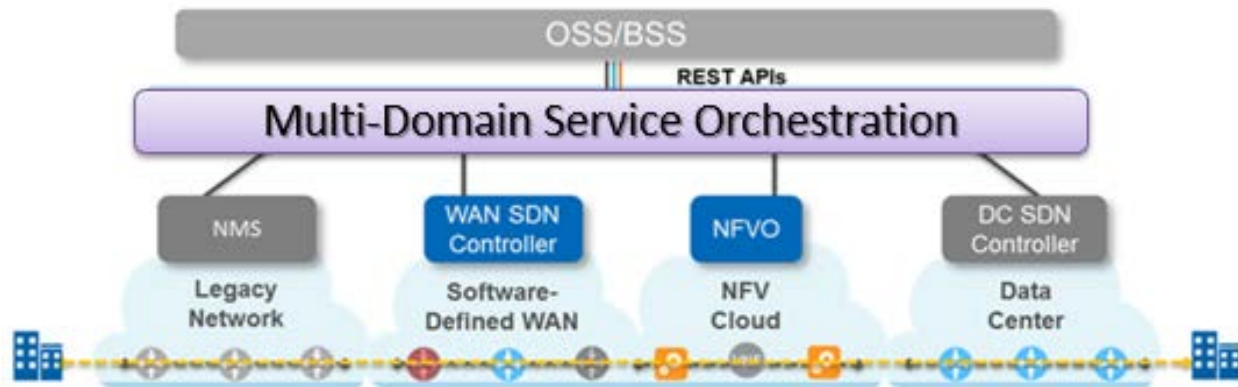 OSS/BSS
REST APIs
Multi-Domain Service Orchestration
NMS
WAN SDN
Controller
NFVO
DC SDN
Controller
Legacy
Network
Software-
Defined WAN
NFV
Cloud
Data
Center